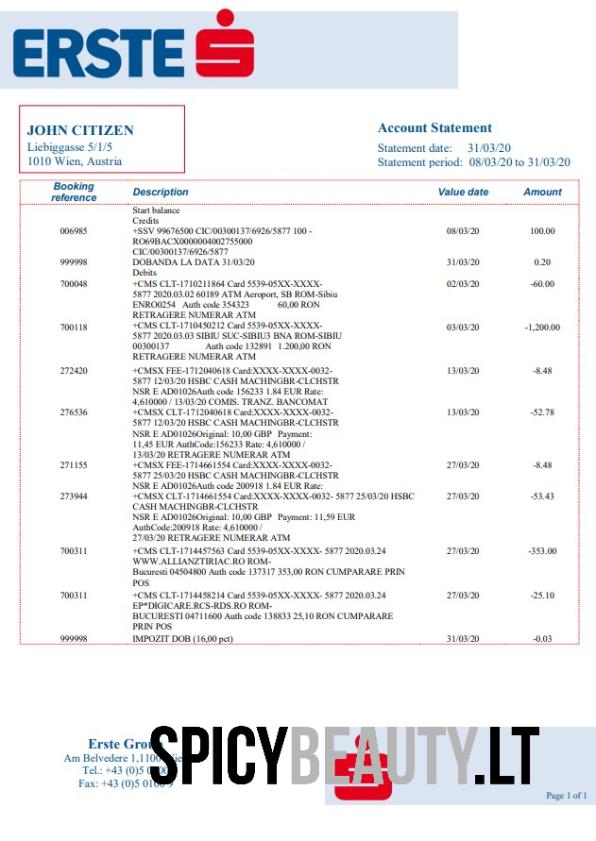 ERSTE
JOHN CITIZEN
Liebiggasse 5/1/5
1010 Wien, Austria
Account Statement
Statement date: 31/03/20
Statement period: 08/03/20 to 31/03/20
Booking reference Description Value date Amount
Start balance
Credits
006985 +SSV 99676500 CIC/00300137/6926/5877 100 - 08/03/20 100.00
RO69BACX0000004002755000
CIC/00300137/6926/5877
999998 DOBANDA LA DATA 31/03/20 31/03/20 0.20
Debits
700048 +CMS CLT-1710211864 Card 5539-05XX-XXXX- 02/03/20 -60.00
5877 2020.03.02 60189 ATM Aeroport, SB ROM-Sibiu
ENRO0254 Auth code 354323 60,00 RON
RETRAGERE NUMERAR ATM
700118 +CMS CLT-1710450212 Card 5539-05XX-XXXX- 03/03/20 -1,200.00
5877 2020.03.03 SIBIU SUC-SIBIU3 BNA ROM-SIBIU
00300137 Auth code 132891 1.200,00 RON
RETRAGERE NUMERAR ATM
272420 +CMSX FEE-1712040618 Card:XXXX-XXXX-0032- 13/03/20 -8.48
5877 12/03/20 HSBC CASH MACHINGBR-CLCHSTR
NSR E AD01026Auth code 156233 1.84 EUR Rate:
4,610000 / 13/03/20 COMIS. TRANZ. BANCOMAT
276536 +CMSX CLT-1712040618 Card:XXXX-XXXX-0032- 13/03/20 -52.78
5877 12/03/20 HSBC CASH MACHINGBR-CLCHSTR
NSR E AD01026Original: 10,00 GBP Payment:
11,45 EUR AuthCode:156233 Rate: 4,610000 /
13/03/20 RETRAGERE NUMERAR ATM
271155 +CMSX FEE-1714661554 Card:XXXX-XXXX-0032- 27/03/20 -8.48
5877 25/03/20 HSBC CASH MACHINGBR-CLCHSTR
NSR E AD01026Auth code 200918 1.84 EUR Rate:
273944 +CMSX CLT-1714661554 Card:XXXX-XXXX-0032- 5877 25/03/20 HSBC 27/03/20 -53.43
CASH MACHINGBR-CLCHSTR
NSR E AD01026Original: 10,00 GBP Payment: 11,59 EUR
AuthCode:200918 Rate: 4,610000 /
27/03/20 RETRAGERE NUMERAR ATM
700311 +CMS CLT-1714457563 Card 5539-05XX-XXXX- 5877 2020.03.24 27/03/20 -353.00
WWW.ALLIANZTIRIAC.RO ROM-
Bucuresti 04504800 Auth code 137317 353,00 RON CUMPARARE PRIN
POS
700311 +CMS CLT-1714458214 Card 5539-05XX-XXXX- 5877 2020.03.24 27/03/20 -25.10
EP*DIGICARE.RCS-RDS.RO ROM-
BUCURESTI 04711600 Auth code 138833 25,10 RON CUMPARARE
PRIN POS
999998 IMPOZIT DOB (16,00 pct) 31/03/20 -0.03
Erste
Am Belvedere 1,1100
Tel.: +43 (0)5
Fax: +43 (0)5
SPICYBEAUTY.LT
Page 1 of 1